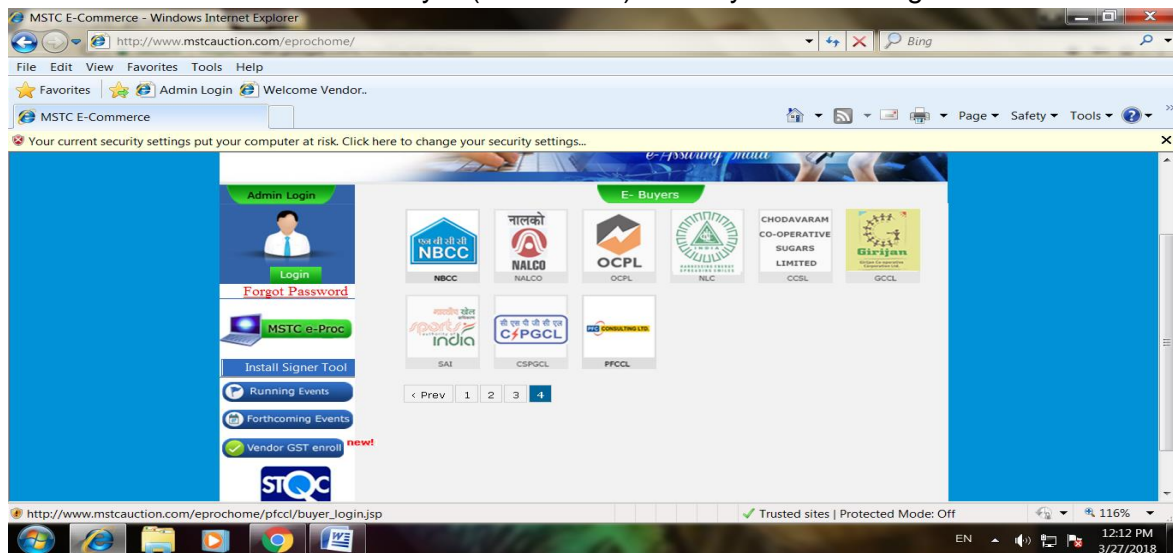 MSTC E-Commerce - Windows Internet Explorer
http://www.mstcauction.com/eprochome/
Bing
File Edit View Favorites Tools Help
Favorites Admin Login Welcome Vendor..
MSTC E-Commerce
Page Safety Tools
Your current security settings put your computer at risk. Click here to change your security settings...
Admin Login
E- Buyers
Login
Forgot Password
MSTC e-Proc
Install Signer Tool
Running Events
Forthcoming Events
Vendor GST enroll new!
STQC
एन बी सी सी
NBCC
NBCC
नालको
NALCO
NALCO
OCPL
OCPL
INDIA
NLC
CHODAVARAM
CO-OPERATIVE
SUGARS
LIMITED
CCSL
Girijan
GCCL
भारतीय खेल
sports
india
SAI
सी एस पी जी सी एल
CSPGCL
CSPGCL
PFC CONSULTING LTD.
PFCCL
< Prev 1 2 3 4
http://www.mstcauction.com/eprochome/pfccl/buyer_login.jsp
Trusted sites | Protected Mode: Off
116%
EN
12:12 PM
3/27/2018